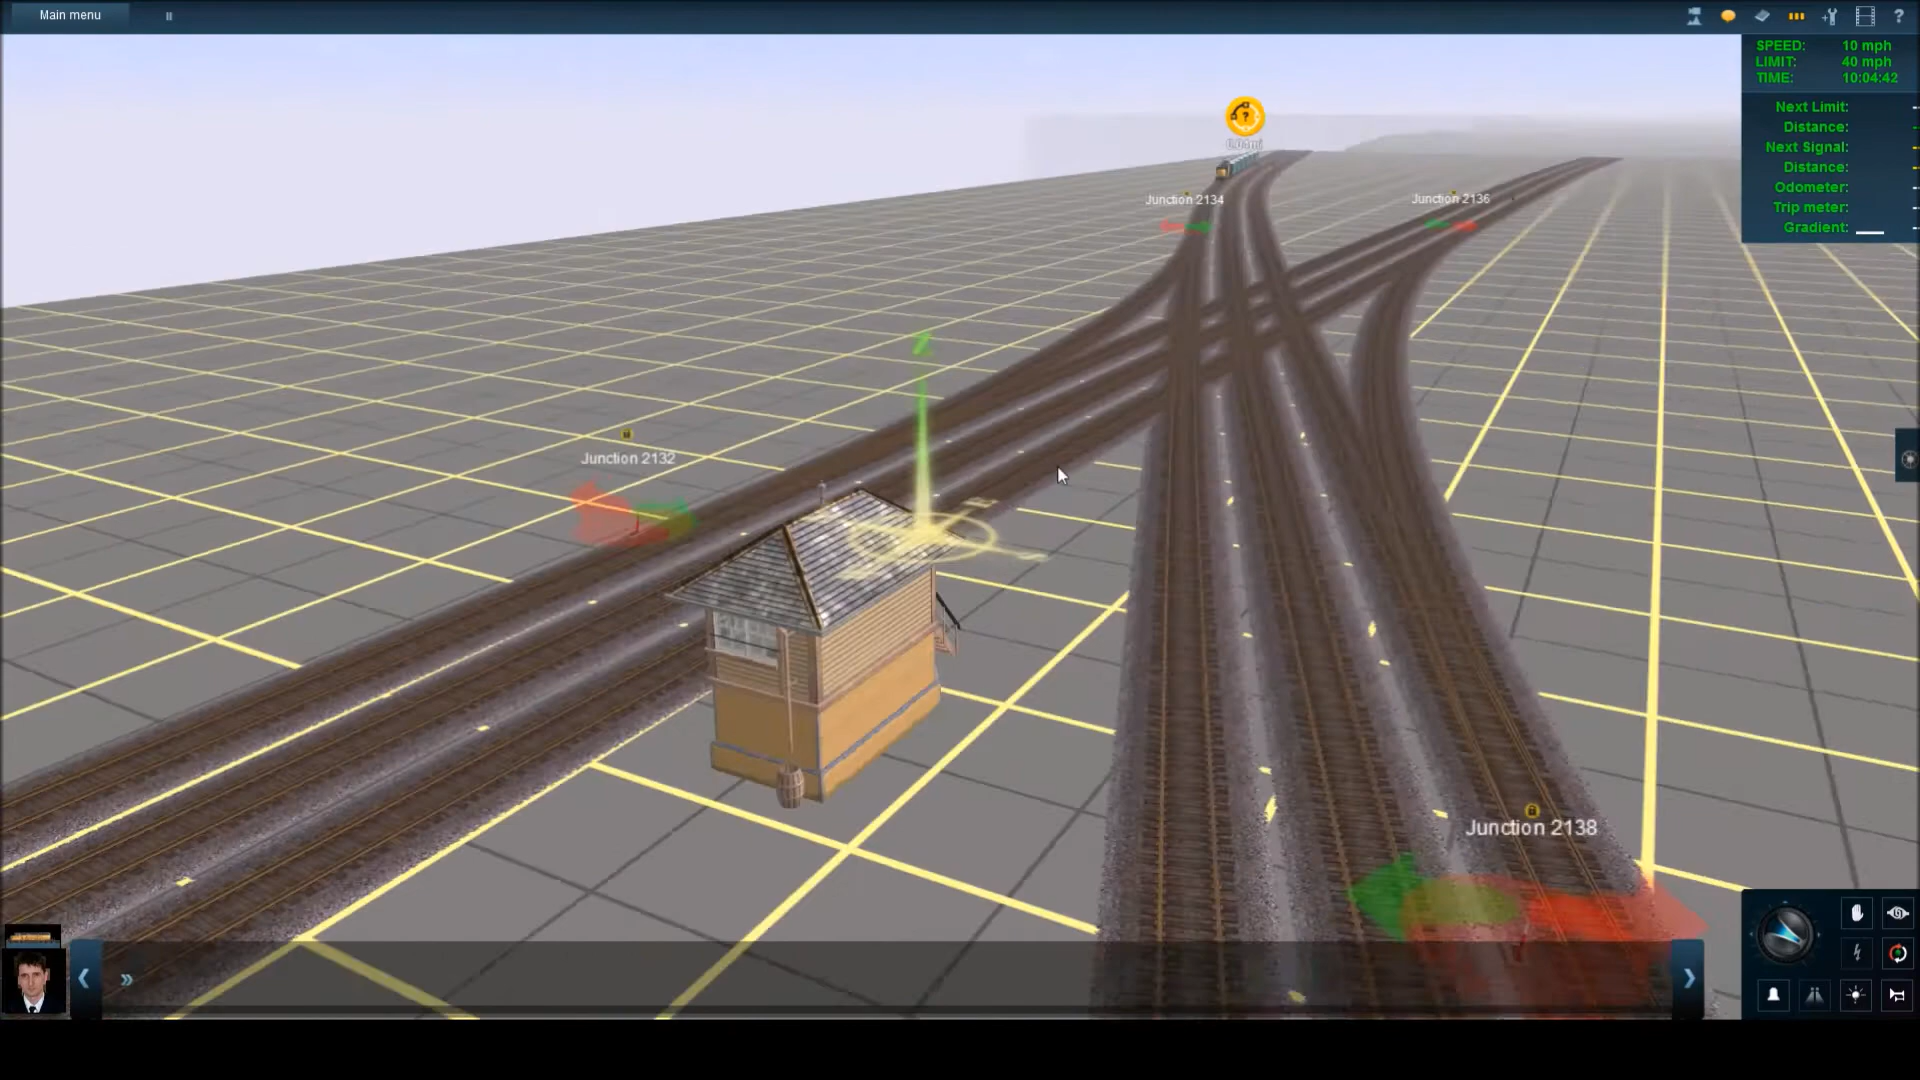 Main menu
SPEED: 10 mph
LIMIT: 40 mph
TIME: 10:04:42
Next Limit:
Distance:
Next Signal:
Distance:
Odometer:
Trip meter:
Gradient:
Junction 2134
Junction 2136
Junction 2132
Junction 2138